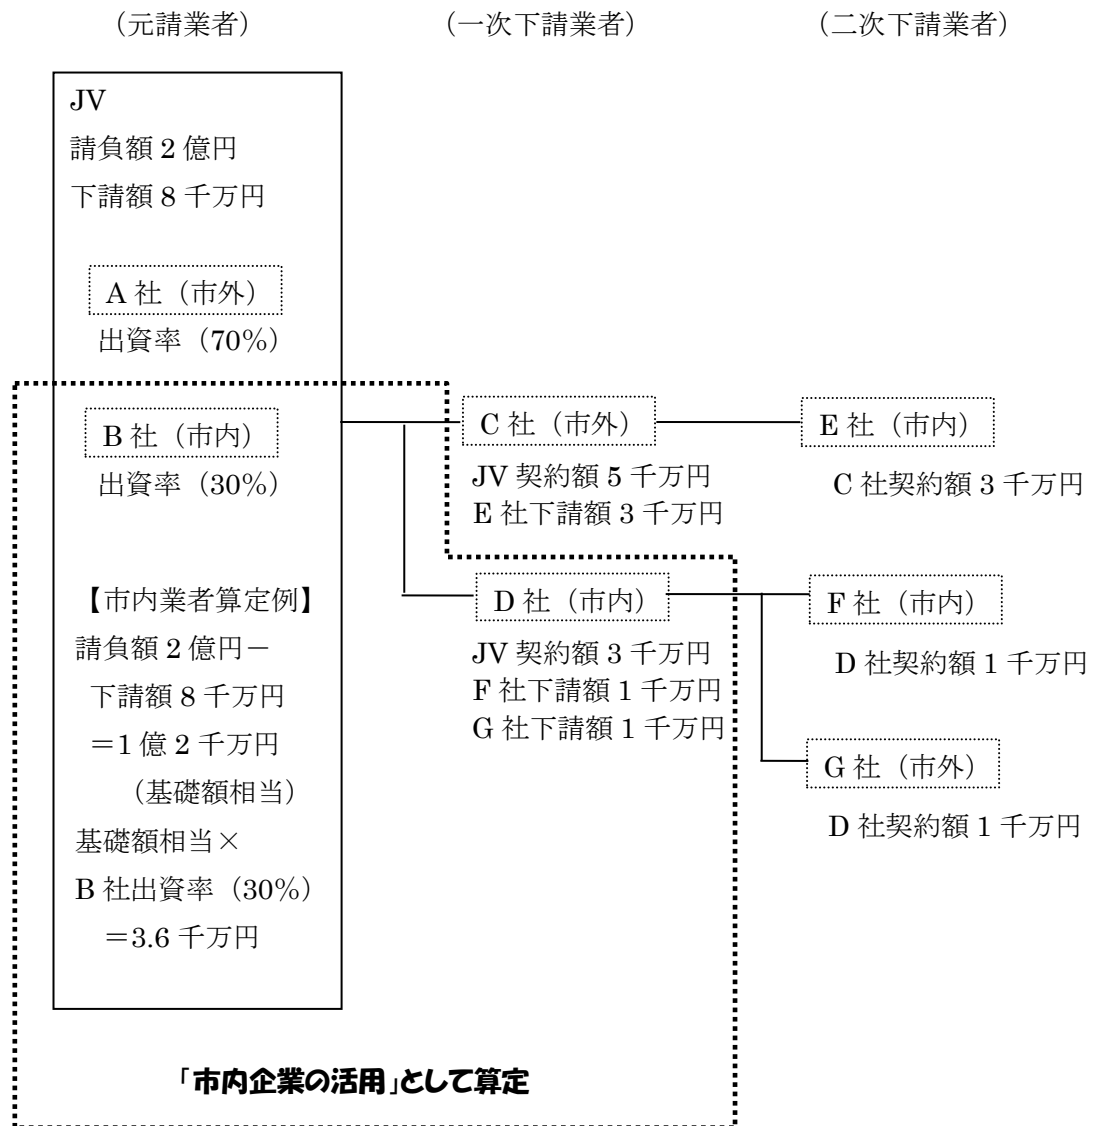 （元請業者）
（一次下請業者）
（二次下請業者）
JV
請負額 2 億円
下請額 8 千万円
A 社（市外）
出資率（70%）
B 社（市内）
出資率（30%）
【市内業者算定例】
請負額 2 億円－
下請額 8 千万円
＝1 億 2 千万円
（基礎額相当）
基礎額相当×
B 社出資率（30%）
＝3.6 千万円
C 社（市外）
JV 契約額 5 千万円
E 社下請額 3 千万円
D 社（市内）
JV 契約額 3 千万円
F 社下請額 1 千万円
G 社下請額 1 千万円
E 社（市内）
C 社契約額 3 千万円
F 社（市内）
D 社契約額 1 千万円
G 社（市外）
D 社契約額 1 千万円
「市内企業の活用」として算定